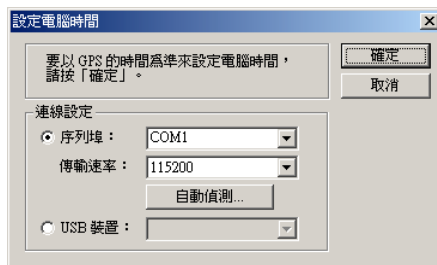 設定電腦時間
要以 GPS 的時間為準來設定電腦時間，
請按「確定」。
確定
取消
連線設定
序列埠： COM1
傳輸速率： 115200
自動偵測...
USB 裝置：